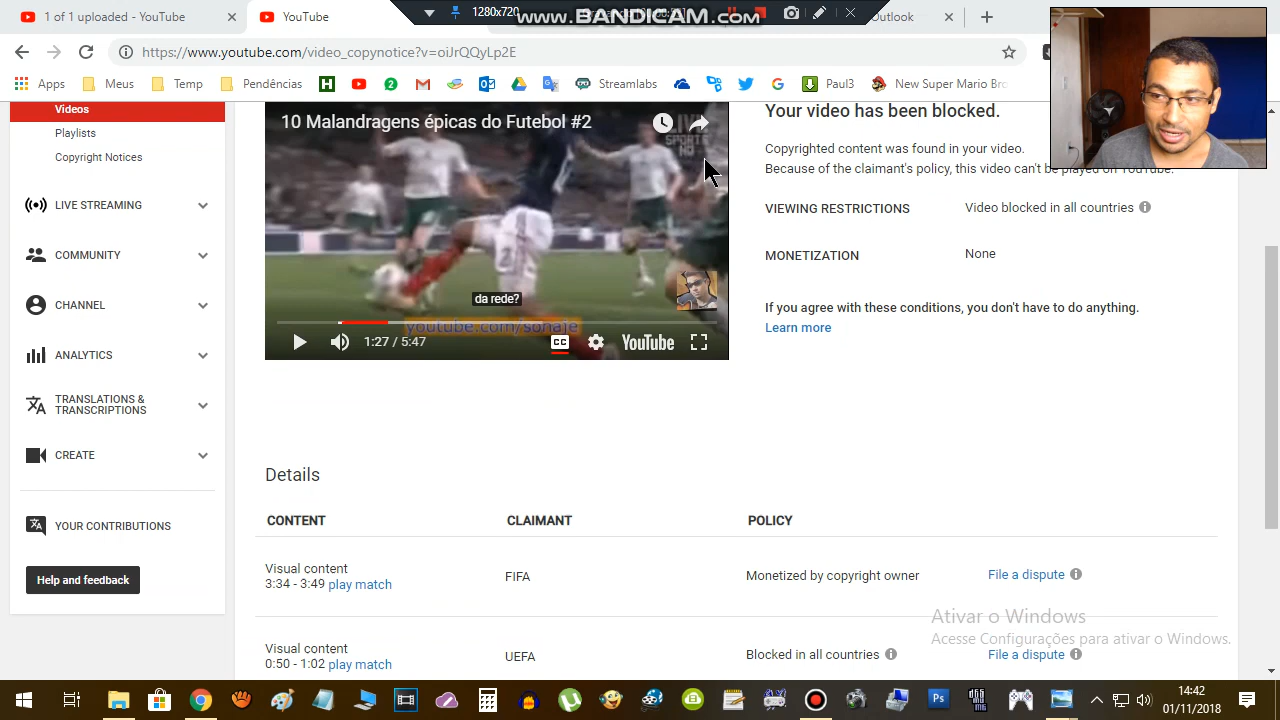 1 of 1 uploaded - YouTube
YouTube
1280x720
www.BANDICAM.com
Outlook
https://www.youtube.com/video_copynotice?v=oiJrQQyLp2E
Apps
Meus
Temp
Pendências
Streamlabs
Paul3
New Super Mario Bro
Videos
Playlists
Copyright Notices
LIVE STREAMING
COMMUNITY
CHANNEL
ANALYTICS
TRANSLATIONS &
TRANSCRIPTIONS
CREATE
YOUR CONTRIBUTIONS
Help and feedback
10 Malandragens épicas do Futebol #2
da rede?
1:27 / 5:47
CC
YouTube
Your video has been blocked.
Copyrighted content was found in your video.
Because of the claimant's policy, this video can't be played on YouTube.
VIEWING RESTRICTIONS
Video blocked in all countries
MONETIZATION
None
If you agree with these conditions, you don't have to do anything.
Learn more
Details
CONTENT
CLAIMANT
POLICY
Visual content
3:34 - 3:49 play match
FIFA
Monetized by copyright owner
File a dispute
Visual content
0:50 - 1:02 play match
UEFA
Blocked in all countries
File a dispute
Ativar o Windows
Acesse Configurações para ativar o Windows.
14:42
01/11/2018